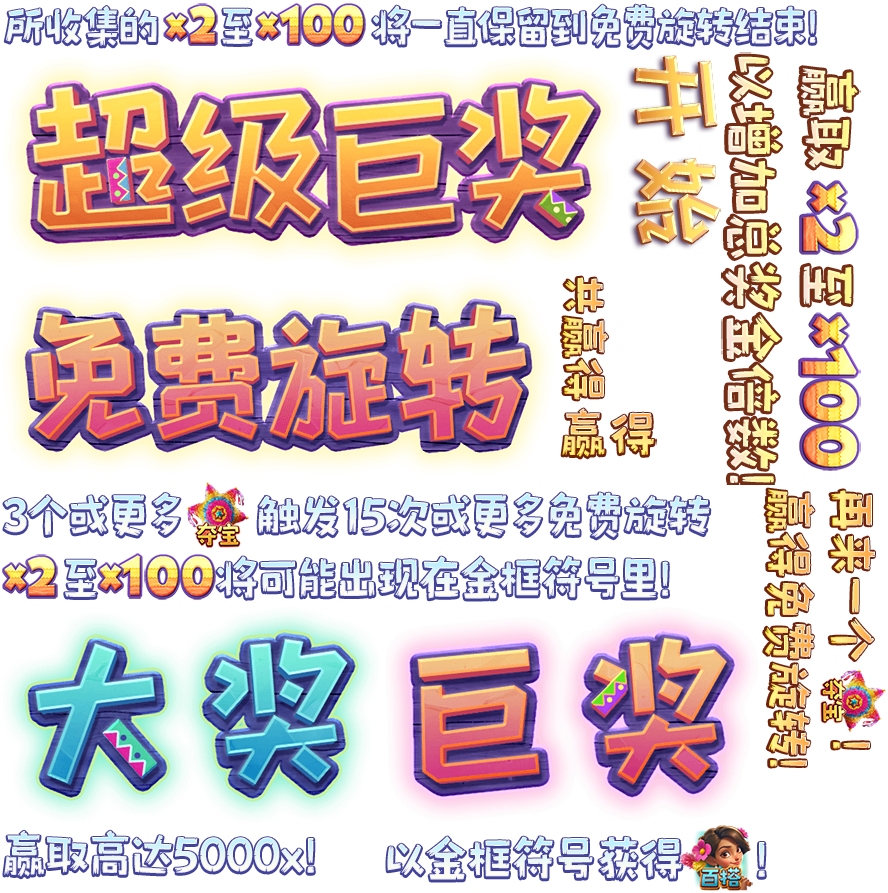 所收集的 ×2至×100 将一直保留到免费旋转结束!
超级巨奖
开始
赢取 ×2至×100
以增加总奖金倍数!
共赢得
赢得
免费旋转
3个或更多 夺宝 触发15次或更多免费旋转
×2至×100将可能出现在金框符号里!
再来一个 夺宝 !
赢得免费旋转!
大奖
巨奖
赢取高达5000x!
以金框符号获得 百搭 !